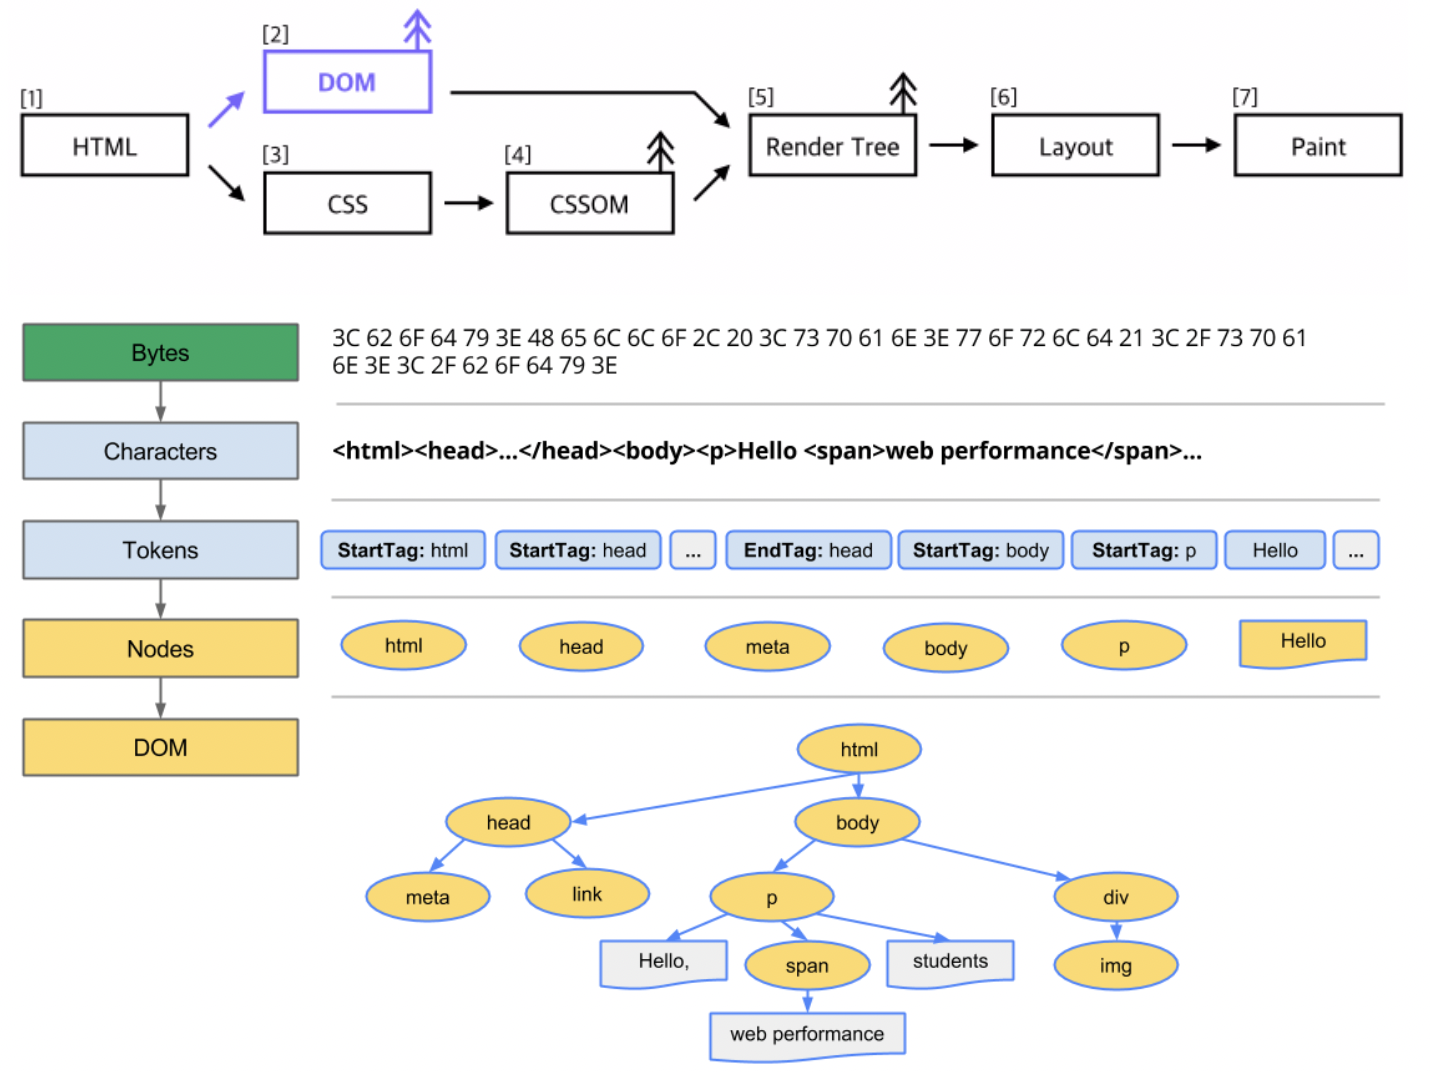 [1]
HTML
[2]
DOM
[3]
CSS
[4]
CSSOM
[5]
Render Tree
[6]
Layout
[7]
Paint
Bytes
3C 62 6F 64 79 3E 48 65 6C 6C 6F 2C 20 3C 73 70 61 6E 3E 77 6F 72 6C 64 21 3C 2F 73 70 61
6E 3E 3C 2F 62 6F 64 79 3E
Characters
<html><head>...</head><body><p>Hello <span>web performance</span>...
Tokens
StartTag: html
StartTag: head
...
EndTag: head
StartTag: body
StartTag: p
Hello
...
Nodes
html
head
meta
body
p
Hello
DOM
html
head
body
meta
link
p
div
Hello,
span
students
img
web performance